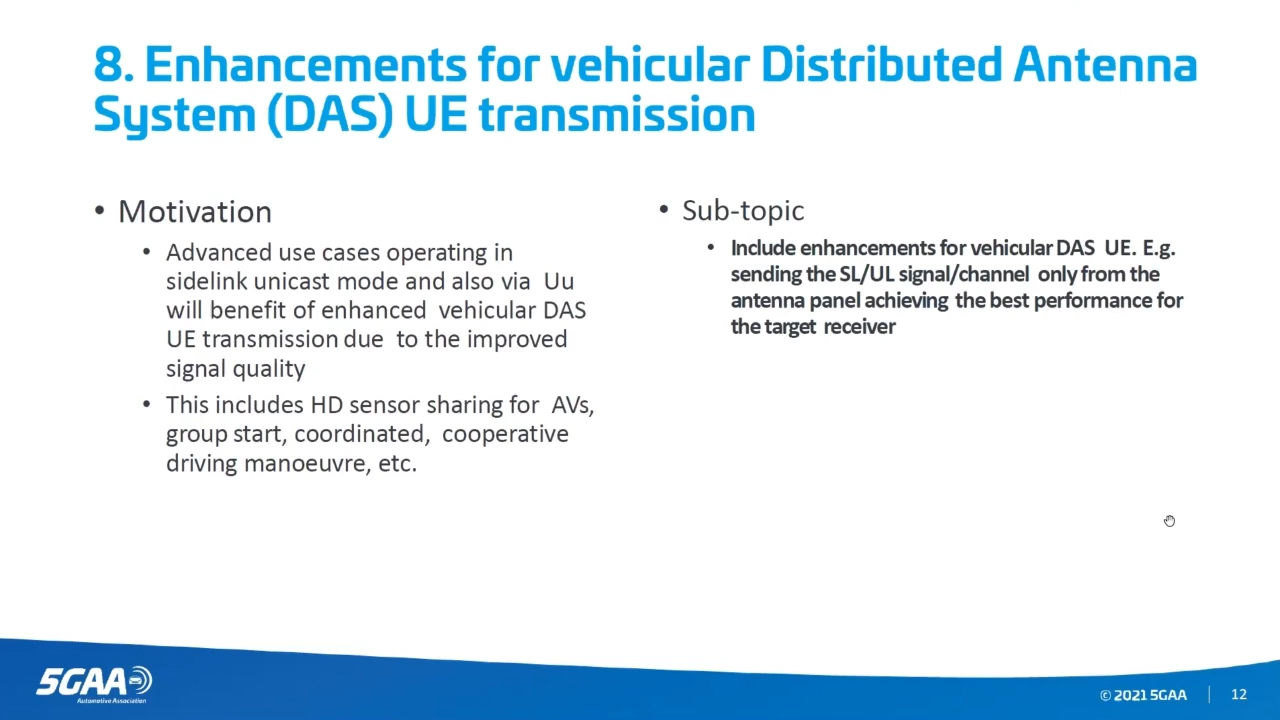 8. Enhancements for vehicular Distributed Antenna
System (DAS) UE transmission
• Motivation
• Advanced use cases operating in
sidelink unicast mode and also via Uu
will benefit of enhanced vehicular DAS
UE transmission due to the improved
signal quality
• This includes HD sensor sharing for AVs,
group start, coordinated, cooperative
driving manoeuvre, etc.
• Sub-topic
• Include enhancements for vehicular DAS UE. E.g.
sending the SL/UL signal/channel only from the
antenna panel achieving the best performance for
the target receiver
5GAA
Automotive Association
© 2021 5GAA
12